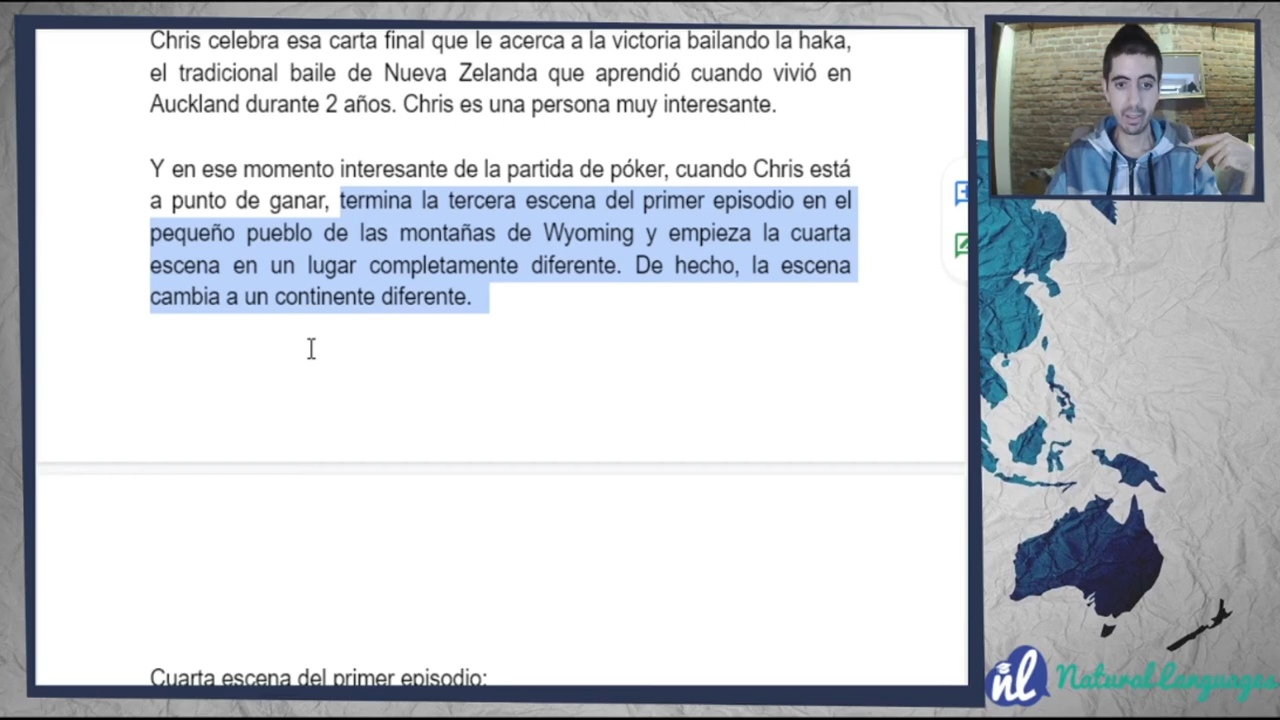 Chris celebra esa carta final que le acerca a la victoria bailando la haka,
el tradicional baile de Nueva Zelanda que aprendió cuando vivió en
Auckland durante 2 años. Chris es una persona muy interesante.
Y en ese momento interesante de la partida de póker, cuando Chris está
a punto de ganar, termina la tercera escena del primer episodio en el
pequeño pueblo de las montañas de Wyoming y empieza la cuarta
escena en un lugar completamente diferente. De hecho, la escena
cambia a un continente diferente.
Cuarta escena del primer episodio:
nl Natural Languages